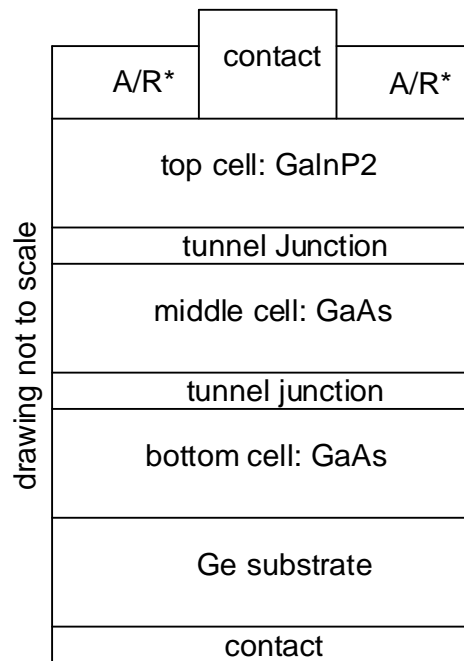 contact
A/R*
A/R*
top cell: GaInP2
tunnel Junction
middle cell: GaAs
tunnel junction
bottom cell: GaAs
Ge substrate
contact
drawing not to scale